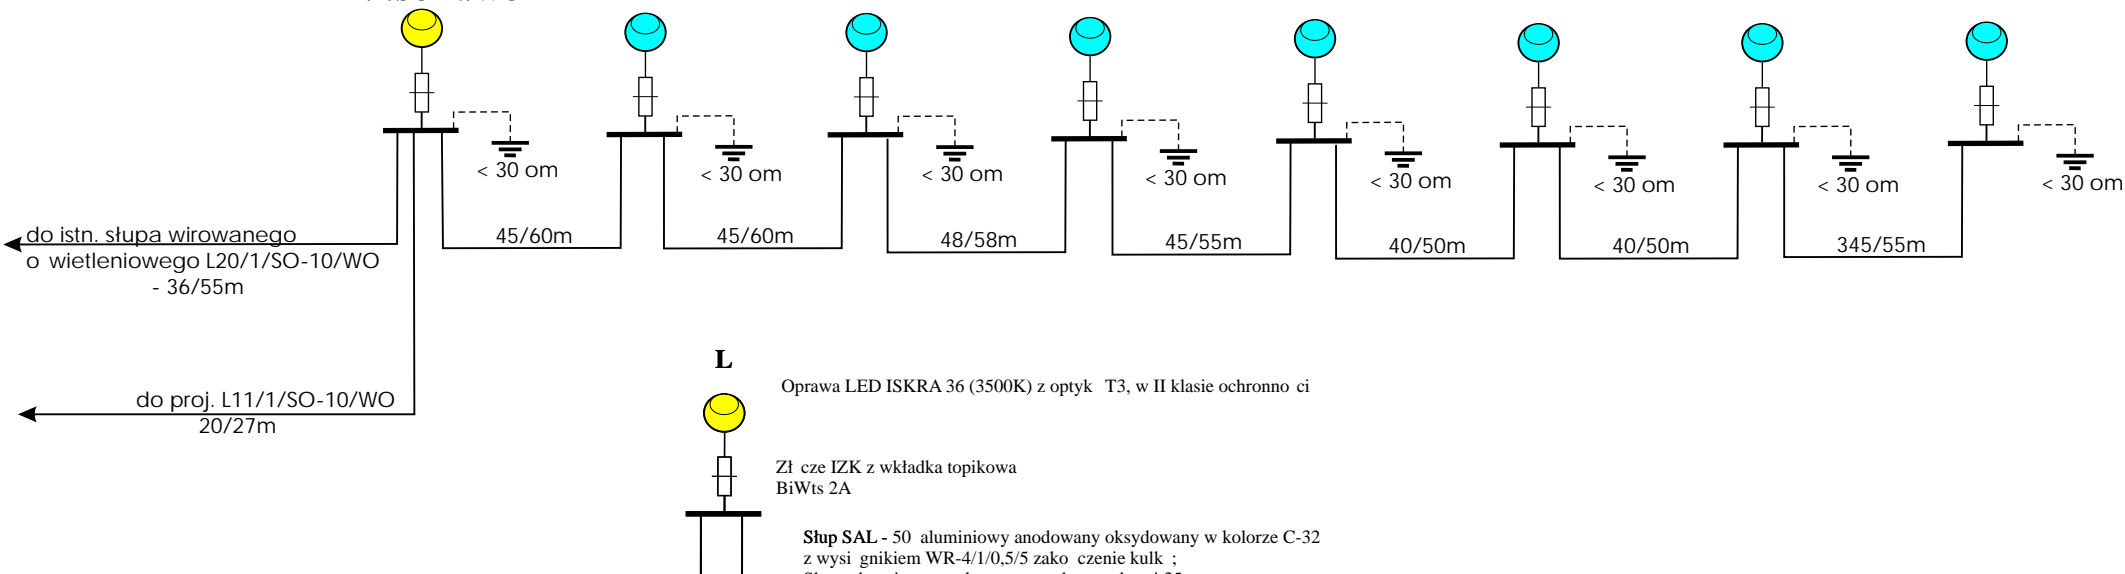 < 30 om
< 30 om
< 30 om
< 30 om
< 30 om
< 30 om
< 30 om
< 30 om
do istn. słupa wirowanego
o wietleniowego L20/1/SO-10/WO
- 36/55m
45/60m
45/60m
48/58m
45/55m
40/50m
40/50m
345/55m
do proj. L11/1/SO-10/WO
20/27m
L
Oprawa LED ISKRA 36 (3500K) z optyk T3, w II klasie ochronno ci
Zł cze IZK z wkładka topikowa
BiWts 2A
Słup SAL - 50 aluminiowy anodowany oksydowany w kolorze C-32
z wysi gnikiem WR-4/1/0,5/5 zako czenie kulk ;